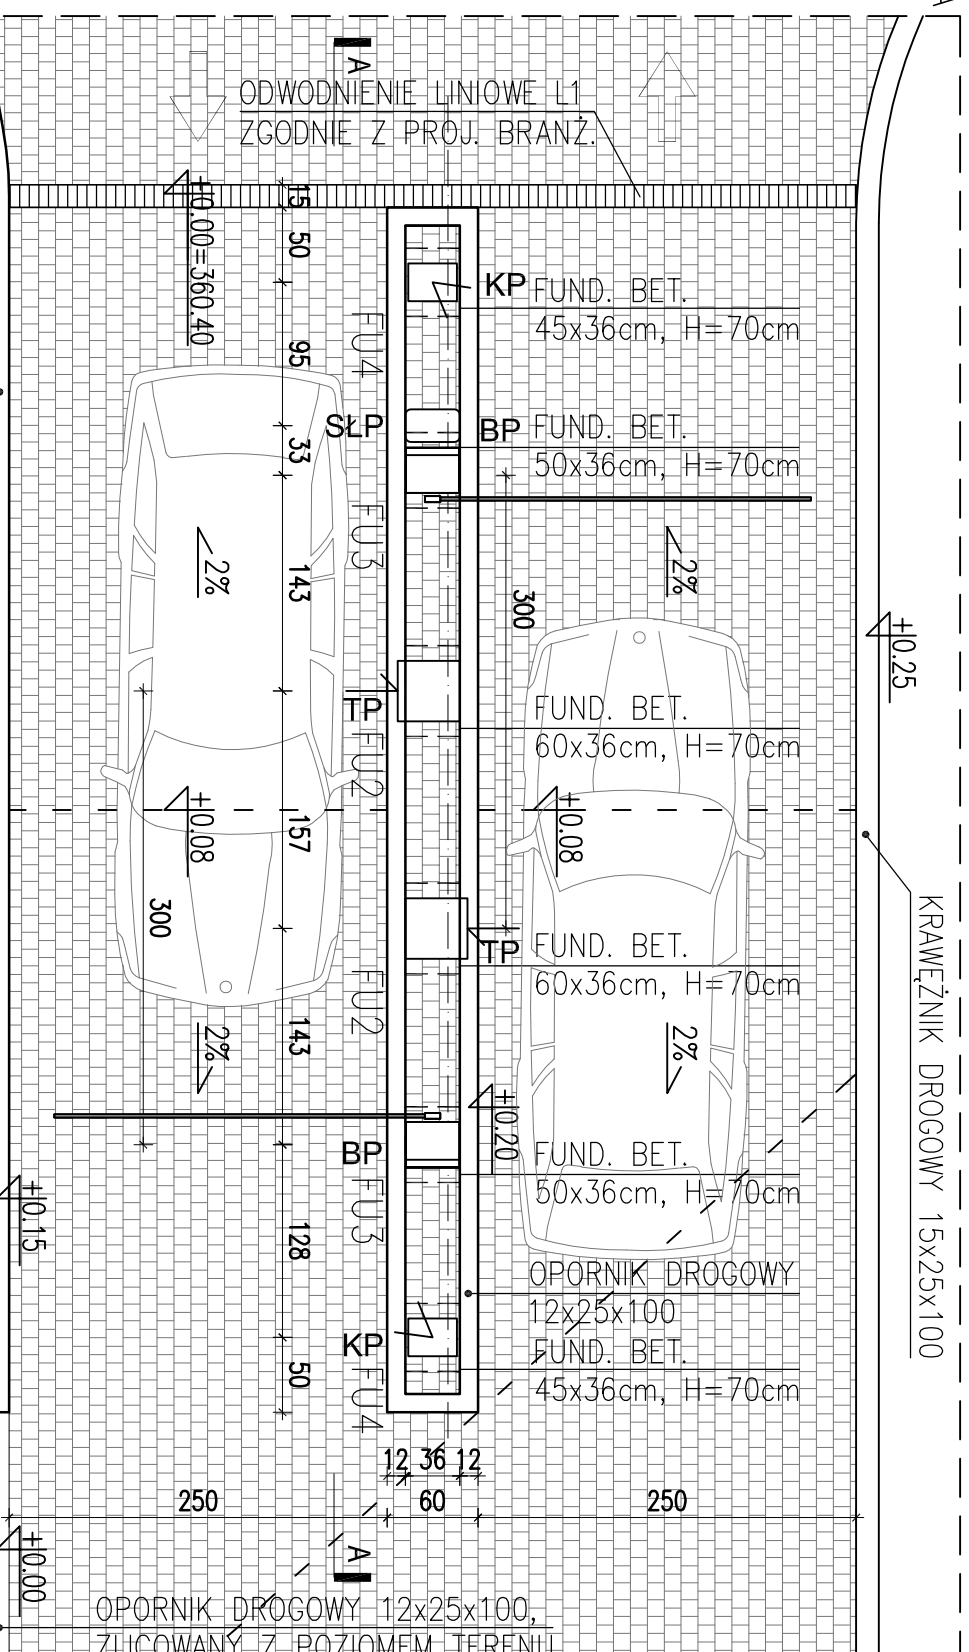 A
ODWODNIENIE LINIOWE L1
ZGODNIE Z PROJ. BRANŻ.
±0.00=360.40
15
50
KP
FUND. BET.
45x36cm, H=70cm
FU4
95
SŁP
BP
FUND. BET.
50x36cm, H=70cm
33
FU3
2%
2%
143
300
+0.25
TP
FUND. BET.
60x36cm, H=70cm
FU2
+0.08
157
+0.08
300
KRAWĘŻNIK DROGOWY 15x25x100
TP
FUND. BET.
60x36cm, H=70cm
FU2
2%
143
2%
+0.20
BP
FUND. BET.
50x36cm, H=70cm
FU3
+0.15
128
OPORNIK DROGOWY
12x25x100
KP
FUND. BET.
45x36cm, H=70cm
FU4
50
12 36 12
250
60
250
A
+0.00
OPORNIK DROGOWY 12x25x100,
ZLICOWANY Z POZIOMEM TERENU